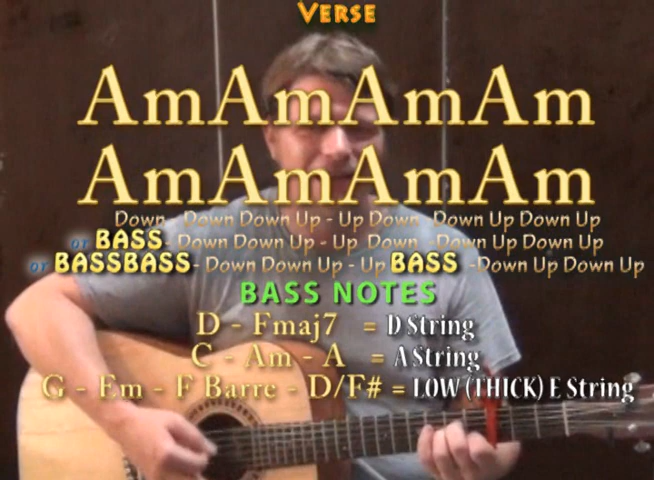 VERSE
AmAmAmAm
AmAmAmAm
Down - Down Down Up - Up Down - Down Up Down Up
or BASS - Down Down Up - Up Down - Down Up Down Up
or BASSBASS - Down Down Up - Up BASS - Down Up Down Up
BASS NOTES
D - Fmaj7 = D String
C - Am - A = A String
G - Em - F Barre - D/F# = LOW (THICK) E String